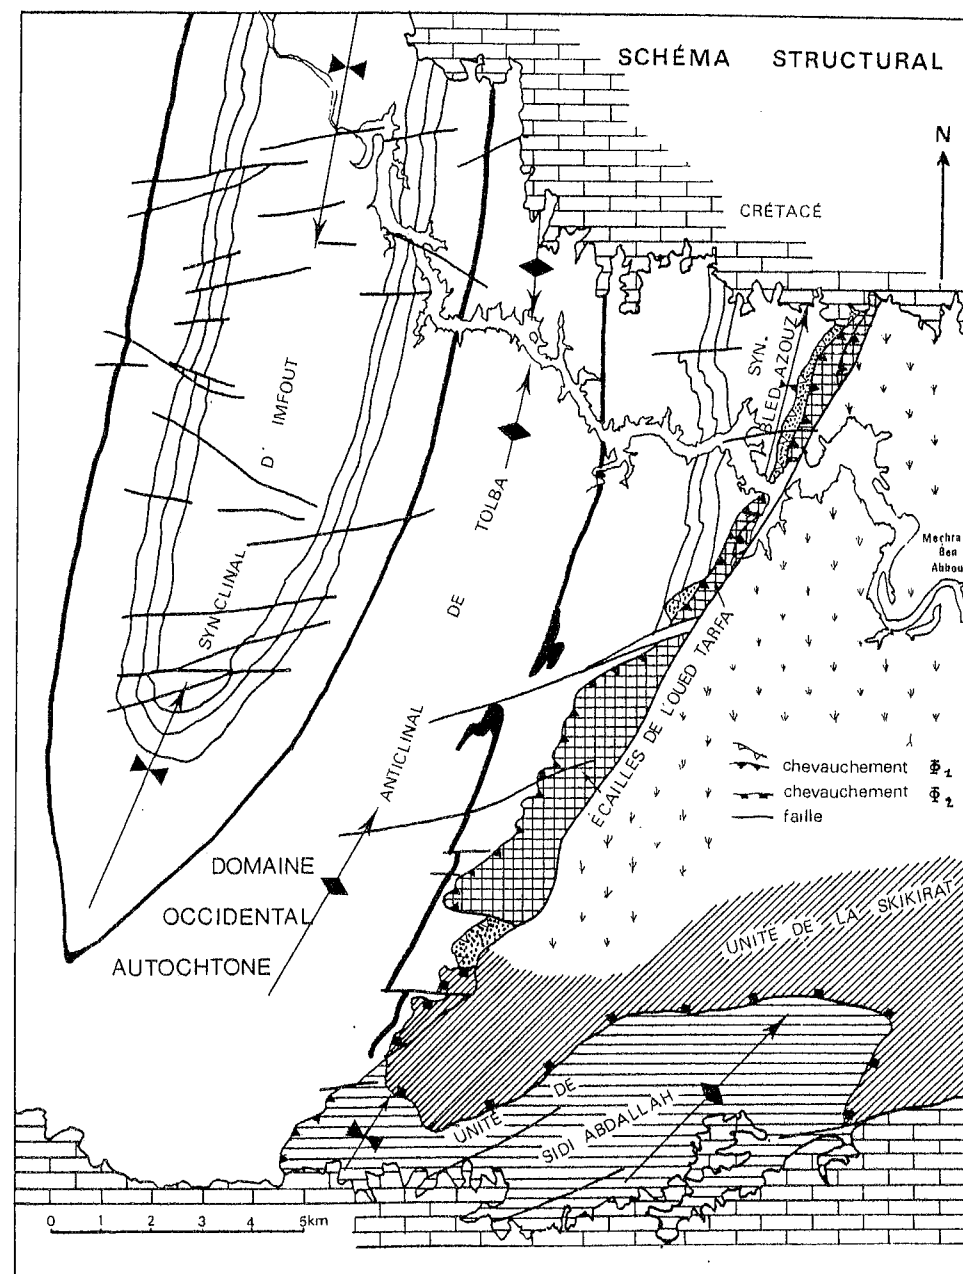 SCHÉMA STRUCTURAL
N
CRÉTACÉ
SYN.
BLED AZOUZ
D' IMFOUT
SYNCLINAL
TOLBA
DE
ANTICLINAL
Mechra
Ben
Abbou
ÉCAILLES DE L'OUED TARFA
chevauchement Φ1
chevauchement Φ2
faille
DOMAINE
OCCIDENTAL
AUTOCHTONE
UNITÉ DE LA SKIKIRAT
UNITÉ DE
SIDI ABDALLAH
0 1 2 3 4 5km